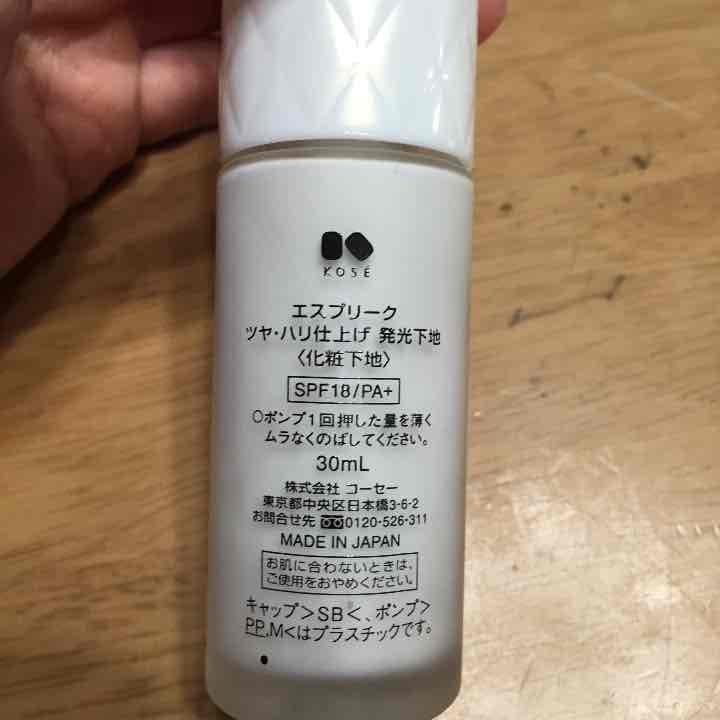 KOSÉ
エスプリーク
ツヤ・ハリ仕上げ 発光下地
〈化粧下地〉
SPF18/PA+
○ポンプ1回押した量を薄く
ムラなくのばしてください。
30mL
株式会社 コーセー
東京都中央区日本橋3-6-2
お問合せ先 0120-526-311
MADE IN JAPAN
お肌に合わないときは、
ご使用をおやめください。
キャップ>SB<、ポンプ>
PP,M<はプラスチックです。